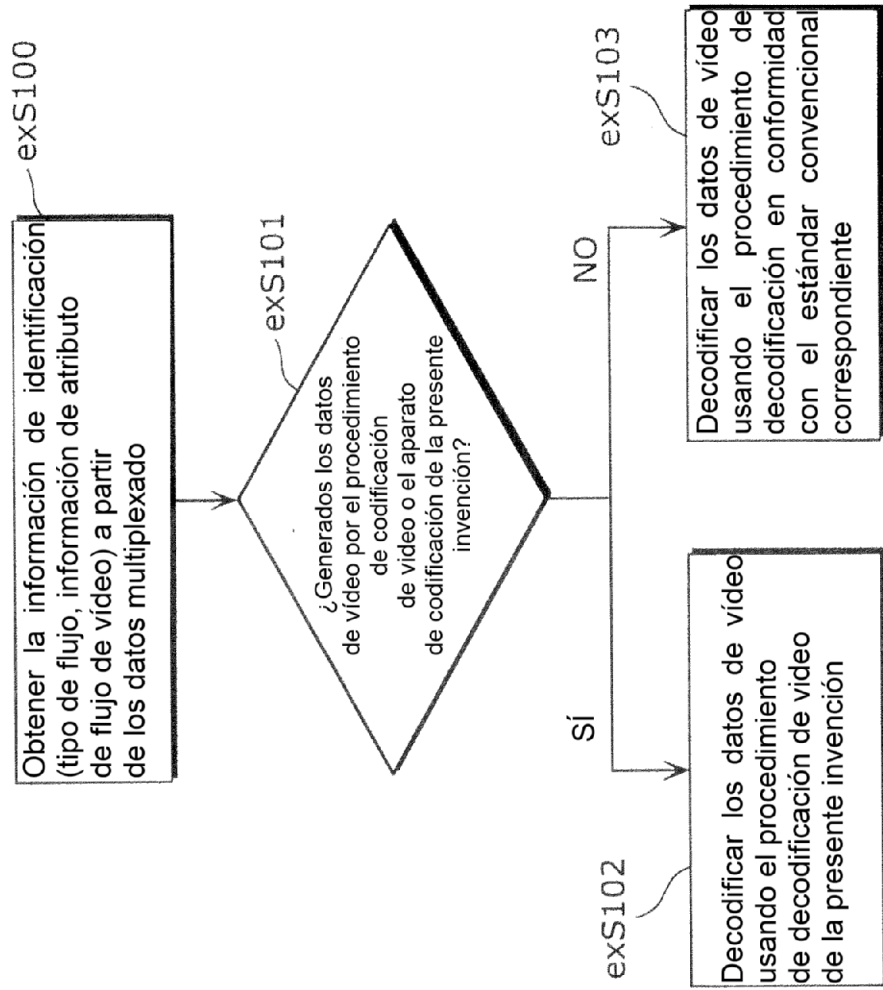 exS100
Obtener la información de identificación
(tipo de flujo, información de atributo
de flujo de vídeo) a partir
de los datos multiplexado
exS101
¿Generados los datos
de vídeo por el procedimiento
de codificación
de video o el aparato
de codificación de la presente
invención?
SÍ
NO
exS102
Decodificar los datos de vídeo
usando el procedimiento
de decodificación de video
de la presente invención
exS103
Decodificar los datos de vídeo
usando el procedimiento de
decodificación en conformidad
con el estándar convencional
correspondiente